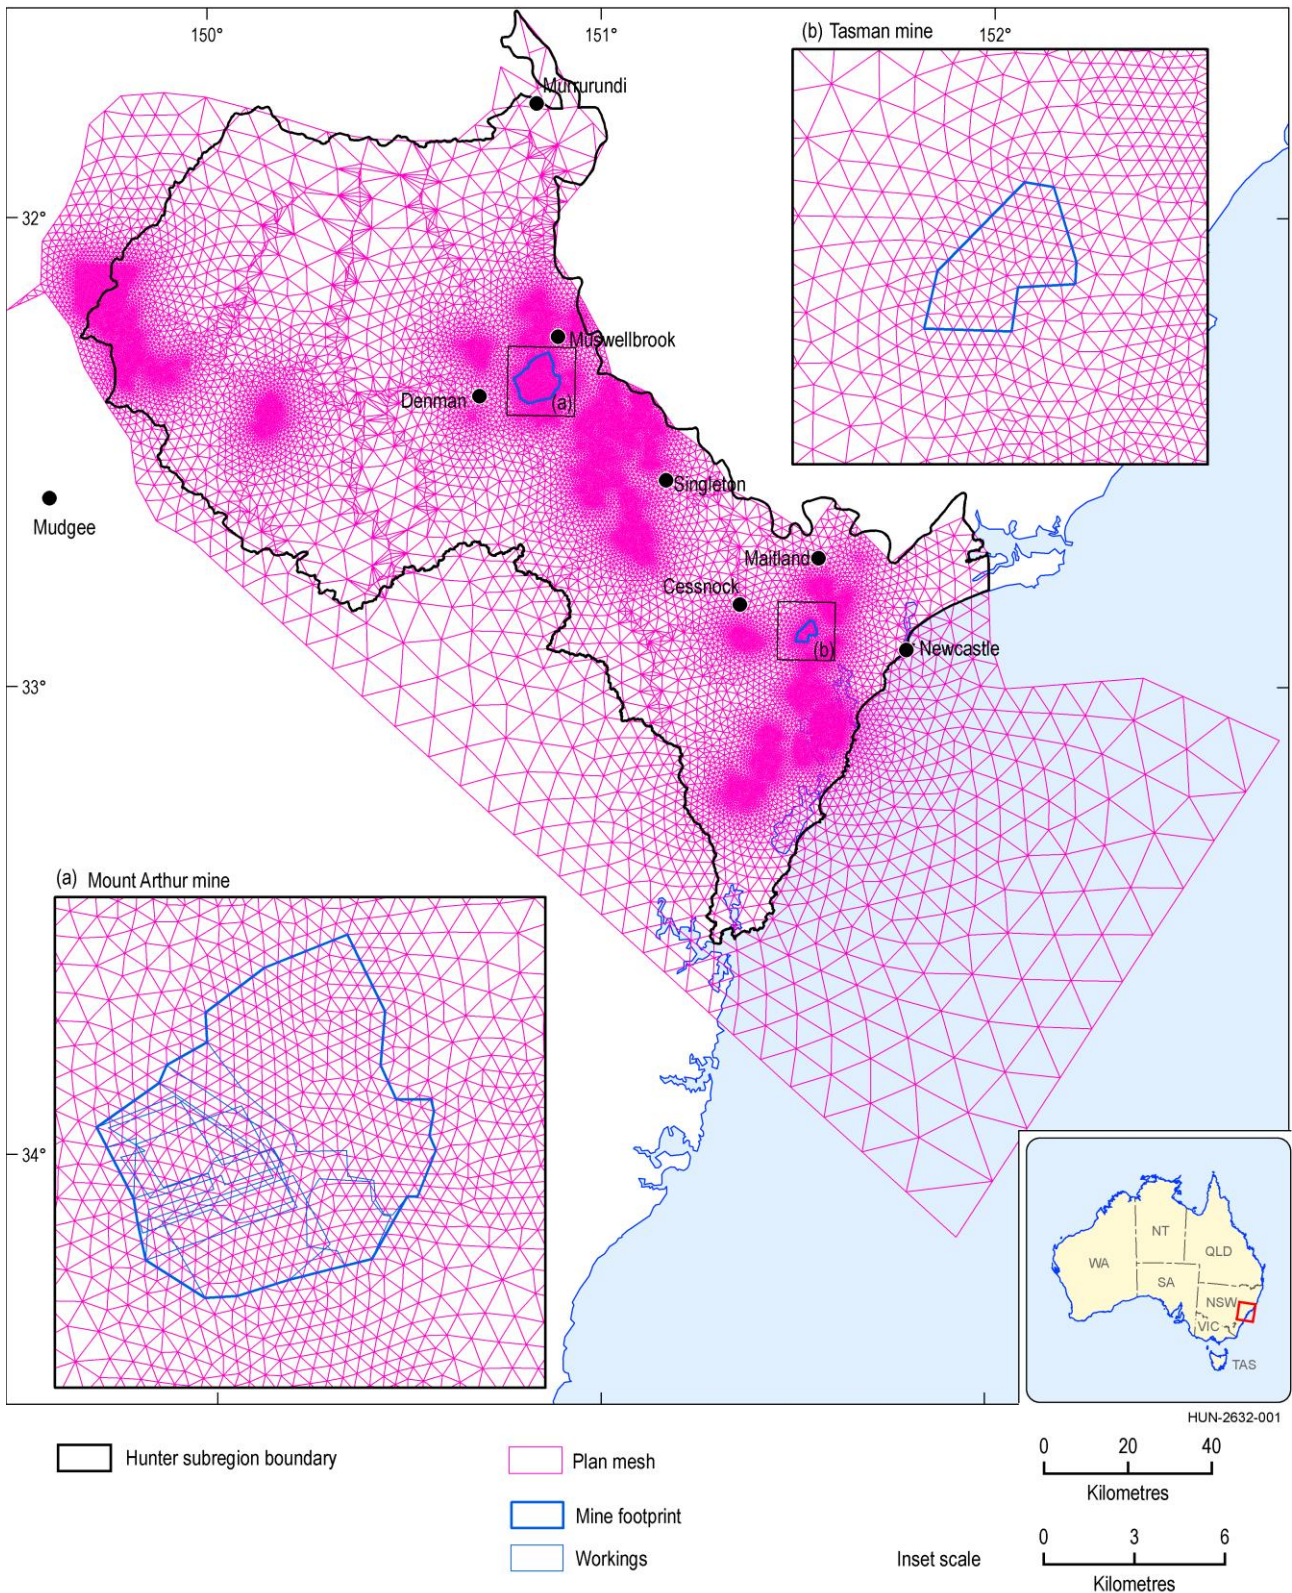 150°
151°
152°
(b) Tasman mine
Murrurundi
32°
Muswellbrook
Denman
(a)
Singleton
Mudgee
Maitland
Cessnock
(b)
Newcastle
33°
(a) Mount Arthur mine
34°
NT
WA
QLD
SA
NSW
VIC
TAS
HUN-2632-001
Hunter subregion boundary
Plan mesh
Mine footprint
Workings
0 20 40
Kilometres
Inset scale
0 3 6
Kilometres